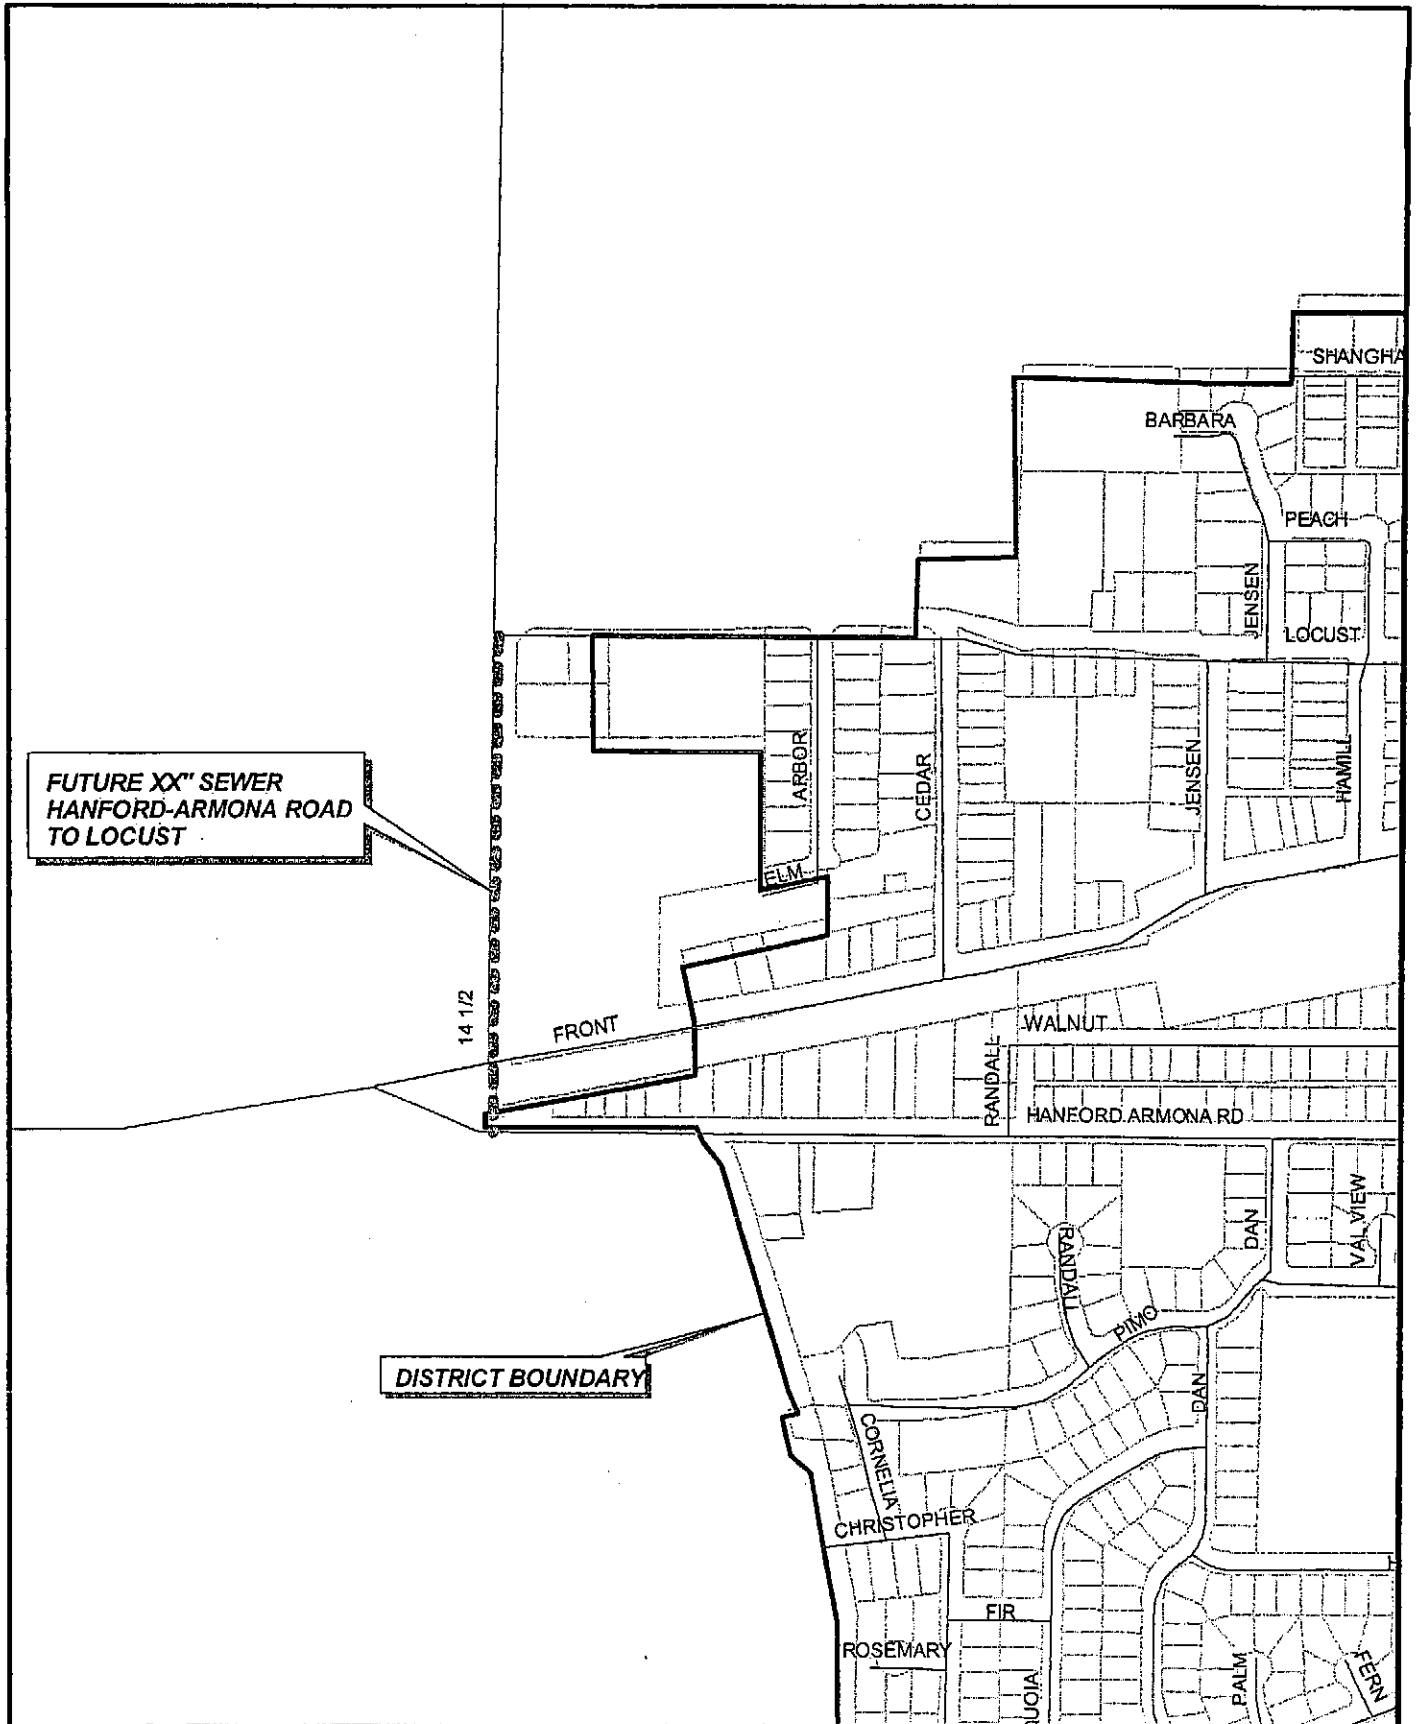 SHANGHA
BARBARA
PEACH
JENSEN
LOCUST
FUTURE XX" SEWER
HANFORD-ARMONA ROAD
TO LOCUST
ARBOR
CEDAR
JENSEN
HAMILL
ELM
14 1/2
FRONT
WALNUT
RANDALL
HANFORD ARMONA RD
DAN
VALVIEW
RANDALL
PIMO
DISTRICT BOUNDARY
DAN
CORNELIA
CHRISTOPHER
FIR
ROSEMARY
UOIA
PALM
FERN